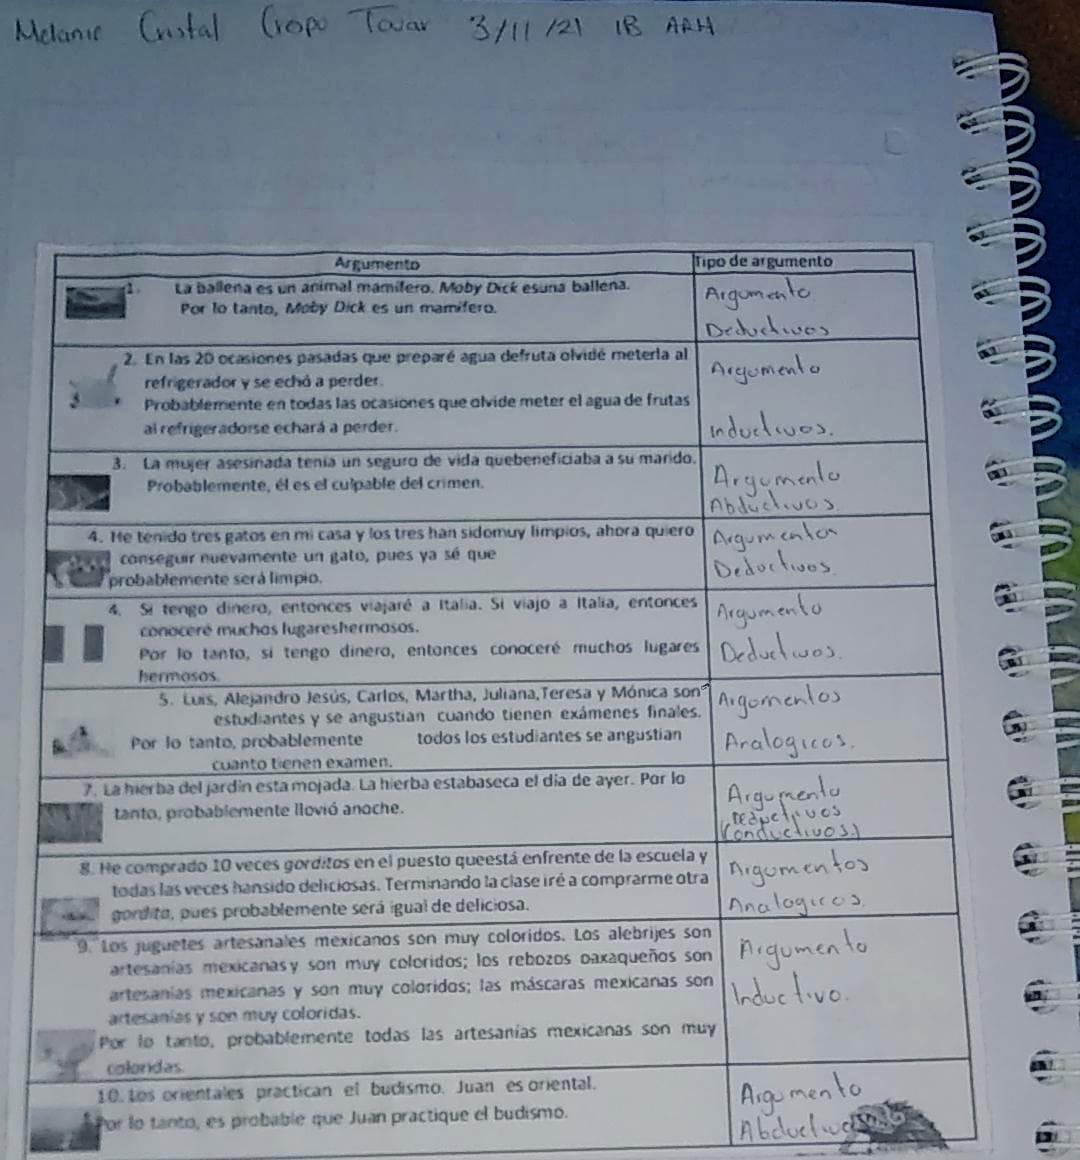 Melanie Cristal Crope Tovar 3/11/21 1B ARH
Argumento Tipo de argumento
1. La ballena es un animal mamífero. Moby Dick esuna ballena.
Por lo tanto, Moby Dick es un mamífero.
Argumento
Deductivos
2. En las 20 ocasiones pasadas que preparé agua defruta olvidé meterla al
refrigerador y se echó a perder.
Probablemente en todas las ocasiones que olvide meter el agua de frutas
al refrigeradorse echará a perder.
Argumento
inductivos.
3. La mujer asesinada tenía un seguro de vida quebeneficiaba a su marido.
Probablemente, él es el culpable del crimen.
Argumento
Abductivos
4. He tenido tres gatos en mi casa y los tres han sidomuy limpios, ahora quiero
conseguir nuevamente un gato, pues ya sé que
probablemente será limpio.
Argumentos
Deductivos.
4. Si tengo dinero, entonces viajaré a Italia. Si viajo a Italia, entonces
conoceré muchos lugareshermosos.
Por lo tanto, si tengo dinero, entonces conoceré muchos lugares
hermosos.
Argumento
Deductivos.
5. Luis, Alejandro Jesús, Carlos, Martha, Juliana,Teresa y Mónica son
estudiantes y se angustian cuando tienen exámenes finales.
Por lo tanto, probablemente todos los estudiantes se angustian
cuanto tienen examen.
Argumentos
Analogicos.
7. La hierba del jardín esta mojada. La hierba estabaseca el día de ayer. Por lo
tanto, probablemente llovió anoche.
Argumento
(Conductivos)
8. He comprado 10 veces gorditas en el puesto queestá enfrente de la escuela y
todas las veces hansido deliciosas. Terminando la clase iré a comprarme otra
gordita, pues probablemente será igual de deliciosa.
Argumentos
Analogicos.
9. Los juguetes artesanales mexicanos son muy coloridos. Los alebrijes son
artesanías mexicanasy son muy coloridos; los rebozos oaxaqueños son
artesanías mexicanas y son muy coloridos; las máscaras mexicanas son
artesanías y son muy coloridas.
Por lo tanto, probablemente todas las artesanías mexicanas son muy
coloridas.
Argumento
Inductivo.
10. Los orientales practican el budismo. Juan es oriental.
Por lo tanto, es probable que Juan practique el budismo.
Argumento
Abductivos